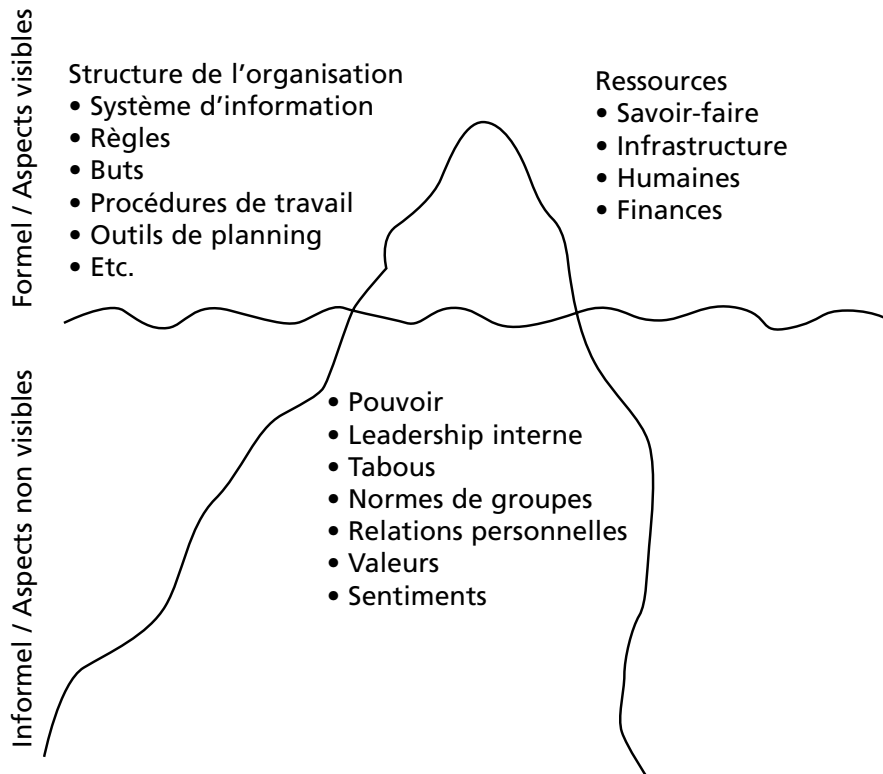 Formel / Aspects visibles
Structure de l’organisation
• Système d’information
• Règles
• Buts
• Procédures de travail
• Outils de planning
• Etc.
Ressources
• Savoir-faire
• Infrastructure
• Humaines
• Finances
Informel / Aspects non visibles
• Pouvoir
• Leadership interne
• Tabous
• Normes de groupes
• Relations personnelles
• Valeurs
• Sentiments